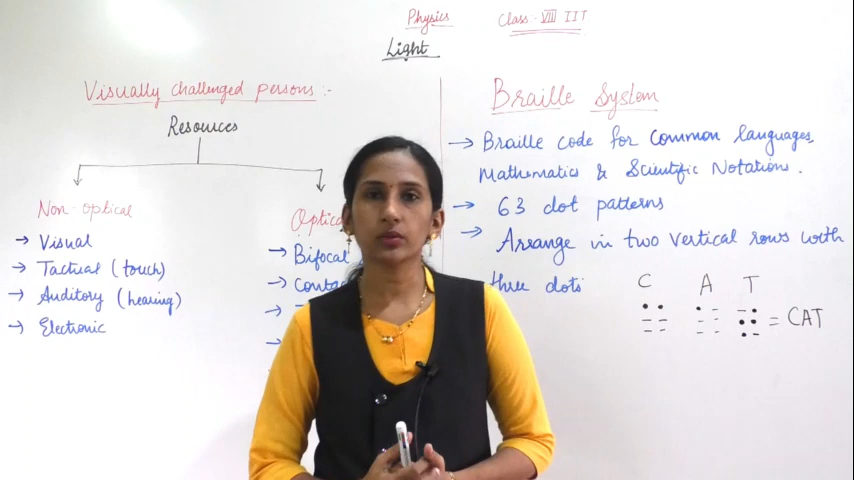 Physics Class - VIII IIT
Light
Visually challenged persons :-
Resources
Non-optical
→ Visual
→ Tactual (touch)
→ Auditory (hearing)
→ Electronic
Optical
→ Bifocal
→ Contac
Braille System
→ Braille code for common languages,
Mathematics & Scientific Notations.
→ 63 dot patterns
→ Arrange in two vertical rows with
three dots
C A T
= CAT